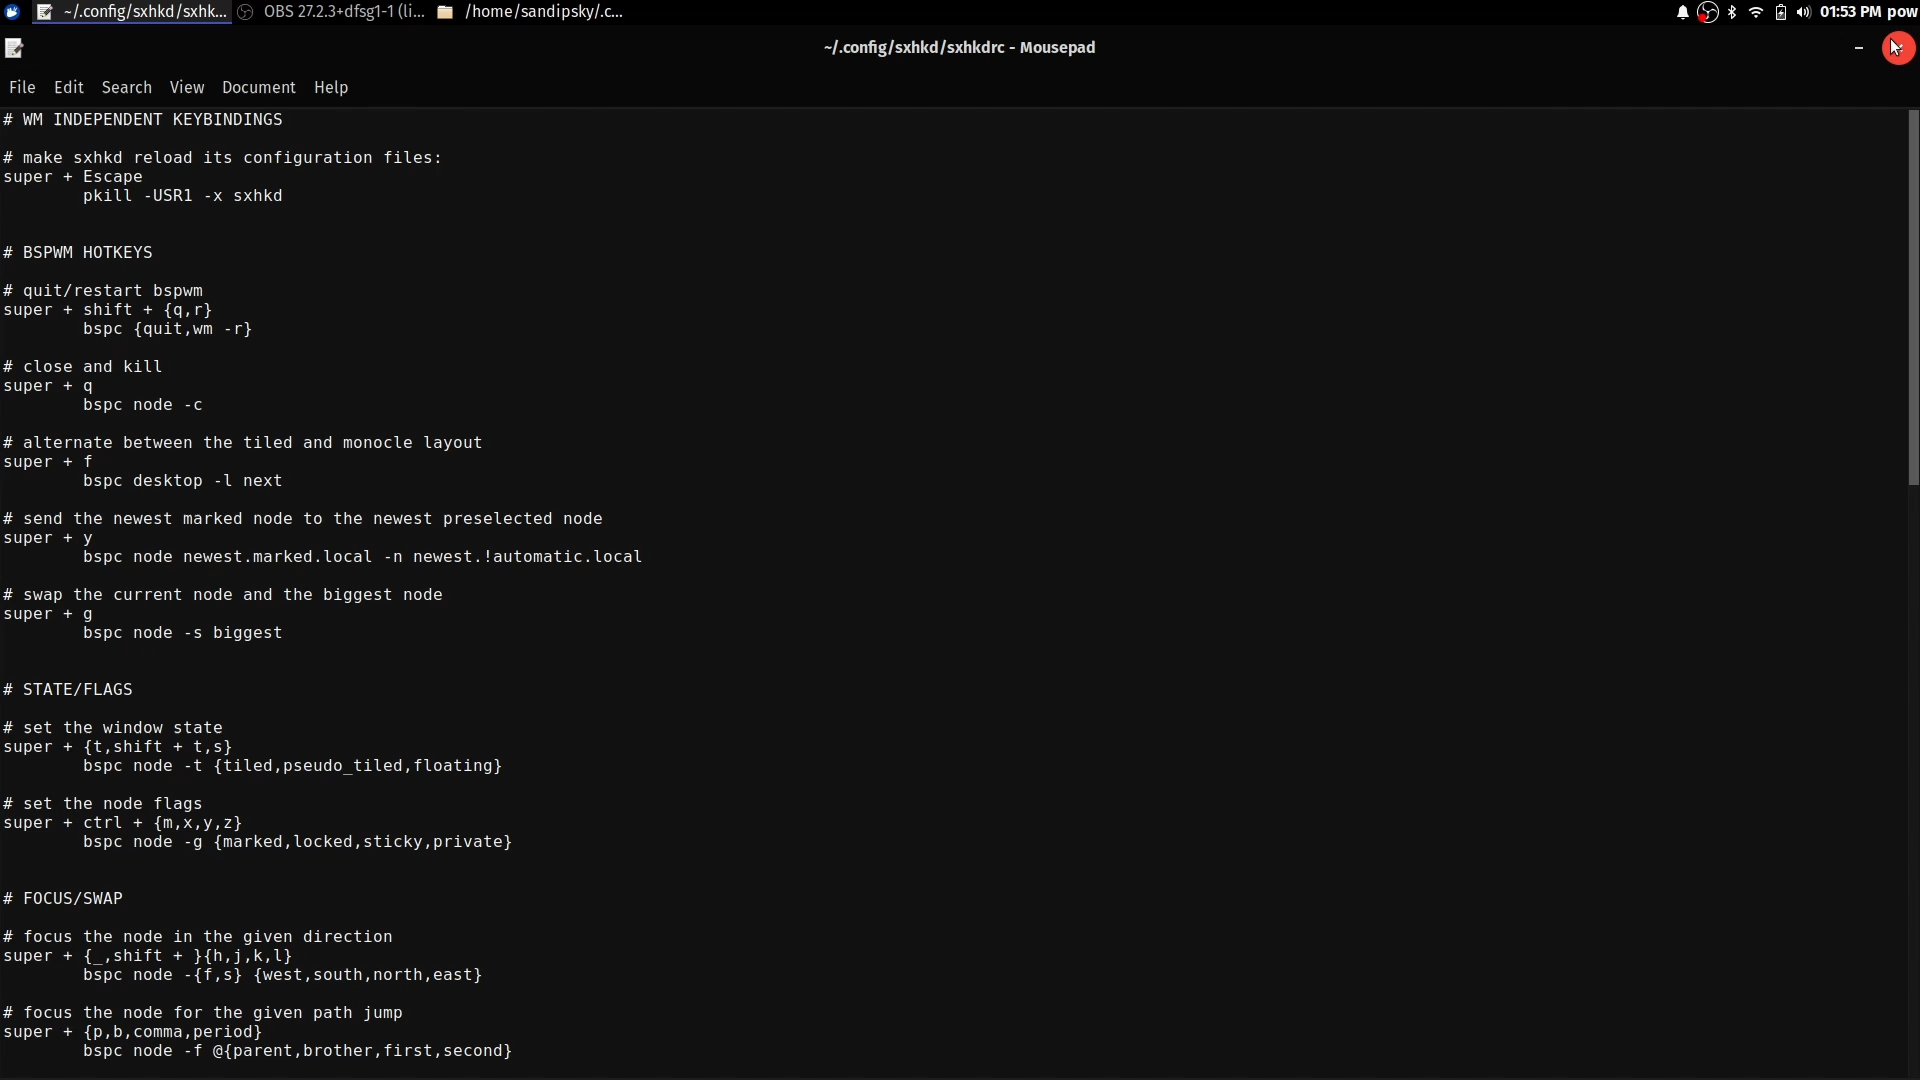 ~/.config/sxhkd/sxhk... OBS 27.2.3+dfsg1-1 (li... /home/sandipsky/.c... 01:53 PM pow
~/.config/sxhkd/sxhkdrc - Mousepad
File Edit Search View Document Help
# WM INDEPENDENT KEYBINDINGS
# make sxhkd reload its configuration files:
super + Escape
pkill -USR1 -x sxhkd
# BSPWM HOTKEYS
# quit/restart bspwm
super + shift + {q,r}
bspc {quit,wm -r}
# close and kill
super + q
bspc node -c
# alternate between the tiled and monocle layout
super + f
bspc desktop -l next
# send the newest marked node to the newest preselected node
super + y
bspc node newest.marked.local -n newest.!automatic.local
# swap the current node and the biggest node
super + g
bspc node -s biggest
# STATE/FLAGS
# set the window state
super + {t,shift + t,s}
bspc node -t {tiled,pseudo_tiled,floating}
# set the node flags
super + ctrl + {m,x,y,z}
bspc node -g {marked,locked,sticky,private}
# FOCUS/SWAP
# focus the node in the given direction
super + {_,shift + }{h,j,k,l}
bspc node -{f,s} {west,south,north,east}
# focus the node for the given path jump
super + {p,b,comma,period}
bspc node -f @{parent,brother,first,second}